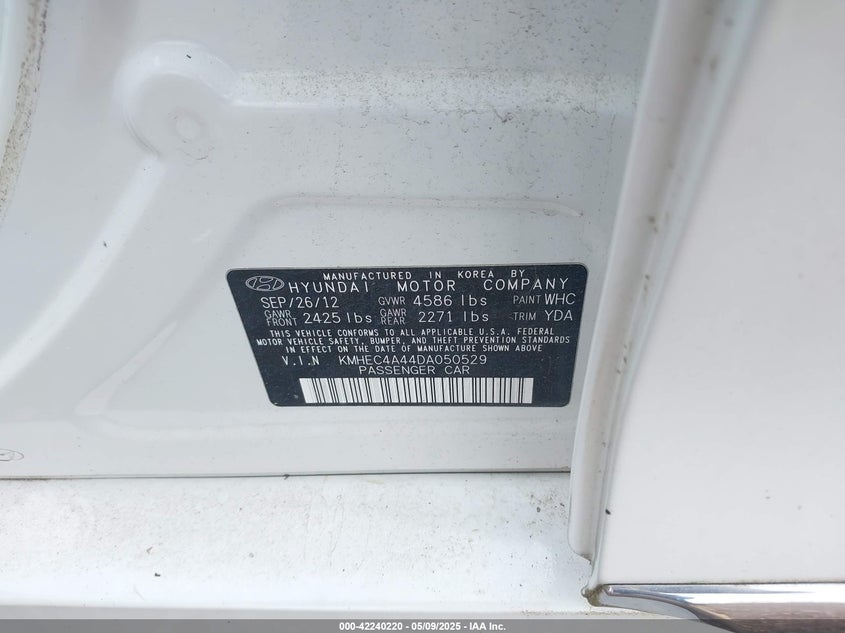 MANUFACTURED IN KOREA BY
HYUNDAI MOTOR COMPANY
SEP/26/12 GVWR 4586 lbs PAINT WHC
GAWR FRONT 2425 lbs GAWR REAR 2271 lbs TRIM YDA
THIS VEHICLE CONFORMS TO ALL APPLICABLE U.S.A. FEDERAL
MOTOR VEHICLE SAFETY, BUMPER, AND THEFT PREVENTION STANDARDS
IN EFFECT ON THE DATE OF MANUFACTURE SHOWN ABOVE
V.I.N KMHEC4A44DA050529
PASSENGER CAR
000-42240220 - 05/09/2025 - IAA Inc.